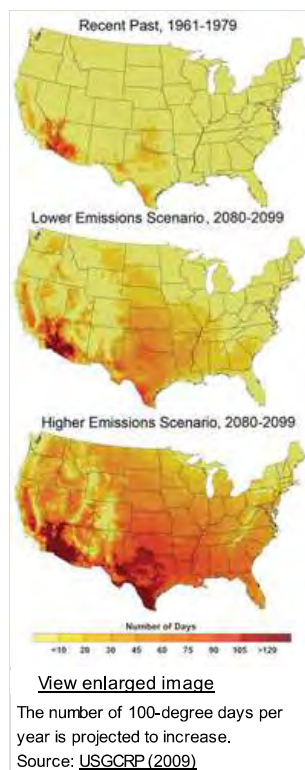 Recent Past, 1961-1979
Lower Emissions Scenario, 2080-2099
Higher Emissions Scenario, 2080-2099
Number of Days
<10 20 30 45 60 75 90 105 >120
View enlarged image
The number of 100-degree days per
year is projected to increase.
Source: USGCRP (2009)